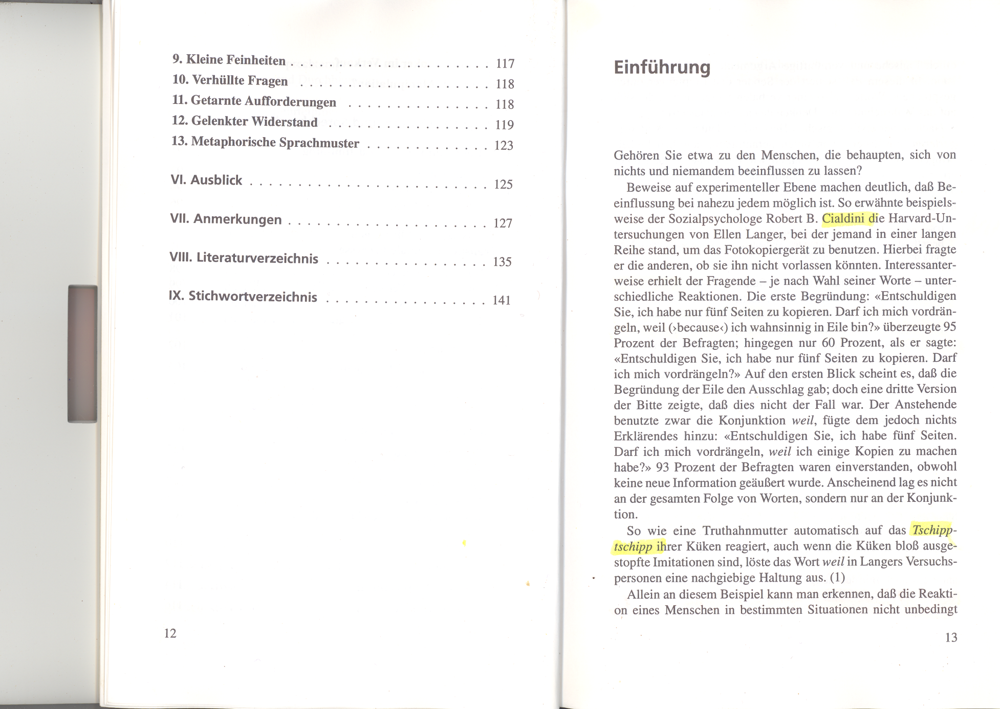 9. Kleine Feinheiten . . . . . . . . . . . . . . . . . . . . . 117
10. Verhüllte Fragen . . . . . . . . . . . . . . . . . . . . 118
11. Getarnte Aufforderungen . . . . . . . . . . . . . . . 118
12. Gelenkter Widerstand . . . . . . . . . . . . . . . . . 119
13. Metaphorische Sprachmuster . . . . . . . . . . . . . 123
VI. Ausblick . . . . . . . . . . . . . . . . . . . . . . . . . 125
VII. Anmerkungen . . . . . . . . . . . . . . . . . . . . . 127
VIII. Literaturverzeichnis . . . . . . . . . . . . . . . . . 135
IX. Stichwortverzeichnis . . . . . . . . . . . . . . . . . 141
12
Einführung
Gehören Sie etwa zu den Menschen, die behaupten, sich von
nichts und niemandem beeinflussen zu lassen?
Beweise auf experimenteller Ebene machen deutlich, daß Be-
einflussung bei nahezu jedem möglich ist. So erwähnte beispiels-
weise der Sozialpsychologe Robert B. Cialdini die Harvard-Un-
tersuchungen von Ellen Langer, bei der jemand in einer langen
Reihe stand, um das Fotokopiergerät zu benutzen. Hierbei fragte
er die anderen, ob sie ihn nicht vorlassen könnten. Interessanter-
weise erhielt der Fragende – je nach Wahl seiner Worte – unter-
schiedliche Reaktionen. Die erste Begründung: «Entschuldigen
Sie, ich habe nur fünf Seiten zu kopieren. Darf ich mich vordrän-
geln, weil (›because‹) ich wahnsinnig in Eile bin?» überzeugte 95
Prozent der Befragten; hingegen nur 60 Prozent, als er sagte:
«Entschuldigen Sie, ich habe nur fünf Seiten zu kopieren. Darf
ich mich vordrängeln?» Auf den ersten Blick scheint es, daß die
Begründung der Eile den Ausschlag gab; doch eine dritte Version
der Bitte zeigte, daß dies nicht der Fall war. Der Anstehende
benutzte zwar die Konjunktion weil, fügte dem jedoch nichts
Erklärendes hinzu: «Entschuldigen Sie, ich habe fünf Seiten.
Darf ich mich vordrängeln, weil ich einige Kopien zu machen
habe?» 93 Prozent der Befragten waren einverstanden, obwohl
keine neue Information geäußert wurde. Anscheinend lag es nicht
an der gesamten Folge von Worten, sondern nur an der Konjunk-
tion.
So wie eine Truthahnmutter automatisch auf das Tschipp-
tschipp ihrer Küken reagiert, auch wenn die Küken bloß ausge-
stopfte Imitationen sind, löste das Wort weil in Langers Versuchs-
personen eine nachgiebige Haltung aus. (1)
Allein an diesem Beispiel kann man erkennen, daß die Reakti-
on eines Menschen in bestimmten Situationen nicht unbedingt
13